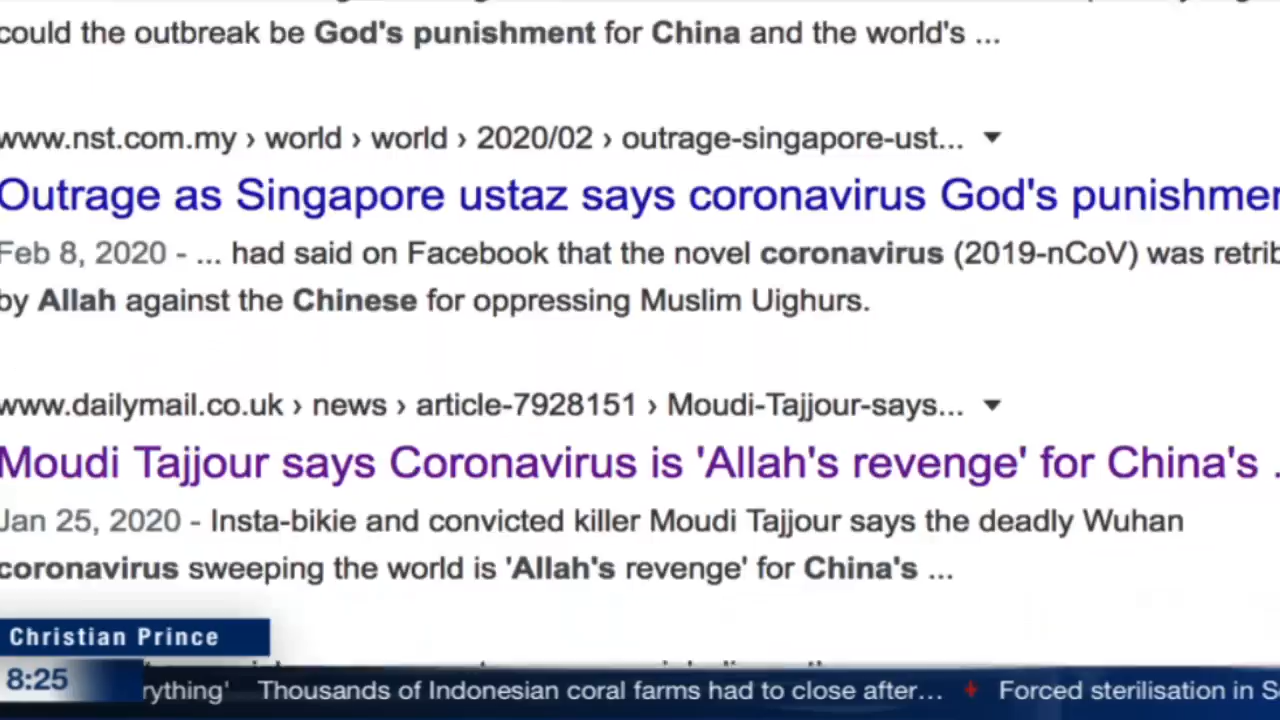 could the outbreak be God's punishment for China and the world's ...
www.nst.com.my › world › world › 2020/02 › outrage-singapore-ust...
Outrage as Singapore ustaz says coronavirus God's
Feb 8, 2020 - ... had said on Facebook that the novel coronavirus (2019-nCoV) was
by Allah against the Chinese for oppressing Muslim Uighurs.
www.dailymail.co.uk › news › article-7928151 › Moudi-Tajjour-says...
Moudi Tajjour says Coronavirus is 'Allah's revenge' for China's
Jan 25, 2020 - Insta-bikie and convicted killer Moudi Tajjour says the deadly Wuhan
coronavirus sweeping the world is 'Allah's revenge' for China's ...
Christian Prince
8:25
rything' Thousands of Indonesian coral farms had to close after... Forced sterilisation in